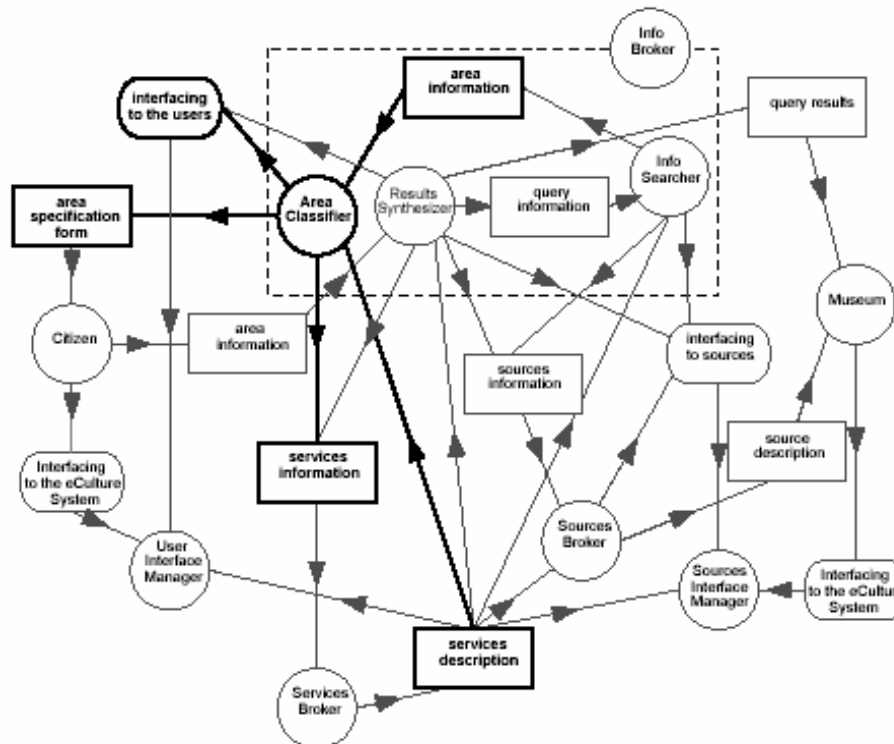 Info
Broker
area
information
interfacing
to the users
query results
Info
Searcher
area
specification
form
Area
Classifier
Results
Synthesizer
query
information
Museum
Citizen
area
information
interfacing
to sources
sources
information
source
description
services
information
Interfacing
to the eCulture
System
Sources
Broker
User
Interface
Manager
Sources
Interface
Manager
Interfacing
to the eCulture
System
services
description
Services
Broker